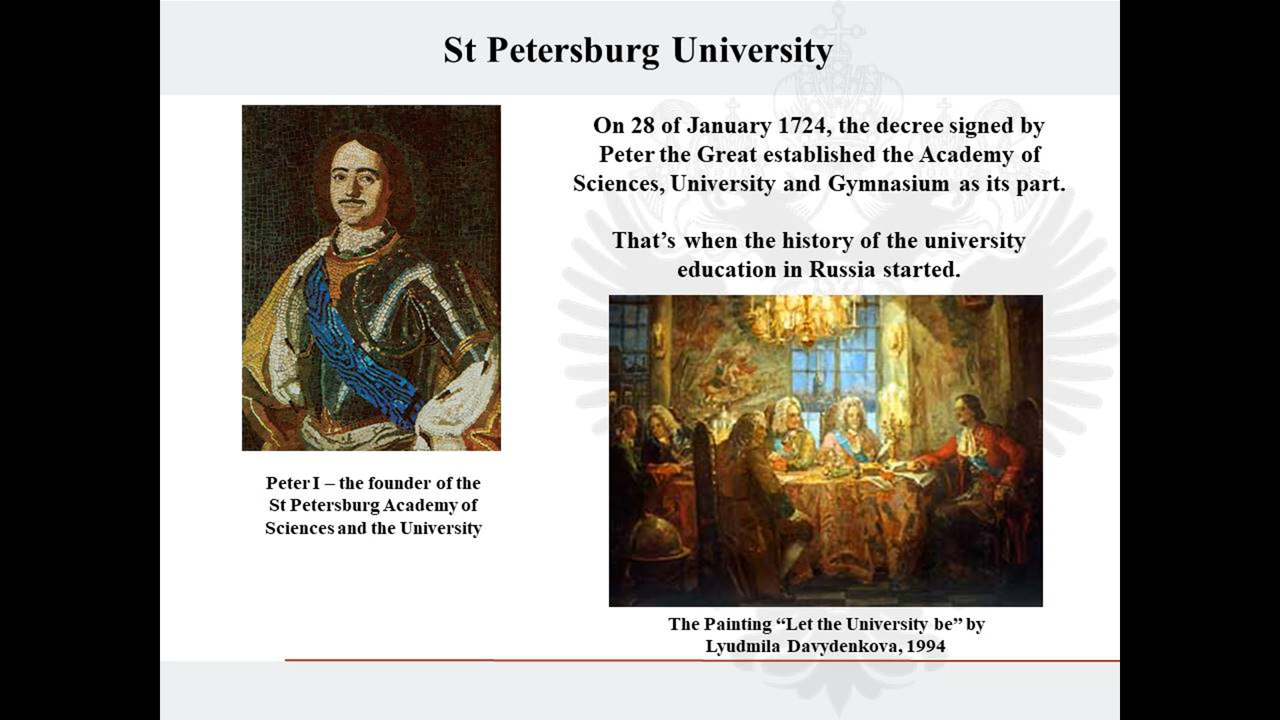 St Petersburg University
On 28 of January 1724, the decree signed by
Peter the Great established the Academy of
Sciences, University and Gymnasium as its part.
That’s when the history of the university
education in Russia started.
Peter I – the founder of the
St Petersburg Academy of
Sciences and the University
The Painting “Let the University be” by
Lyudmila Davydenkova, 1994